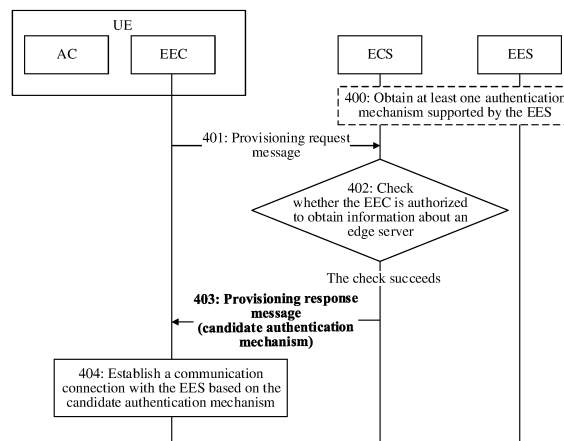 UE
AC
EEC
ECS
EES
400: Obtain at least one authentication
mechanism supported by the EES
401: Provisioning request
message
402: Check
whether the EEC is authorized
to obtain information about an
edge server
The check succeeds
403: Provisioning response
message
(candidate authentication
mechanism)
404: Establish a communication
connection with the EES based on the
candidate authentication mechanism